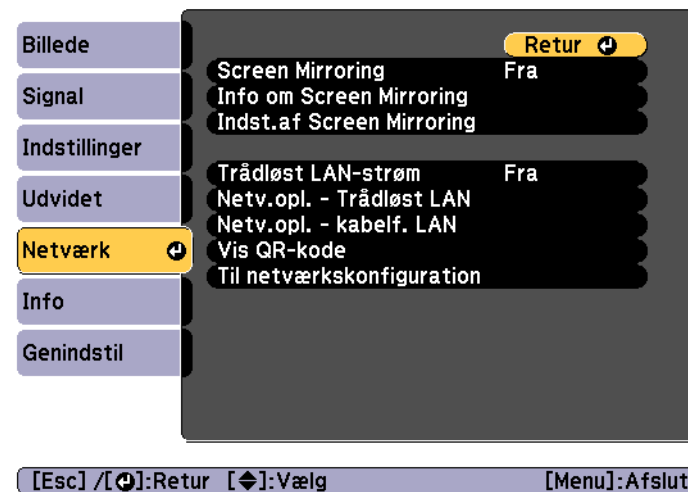 Billede
Signal
Indstillinger
Udvidet
Netværk
Info
Genindstil
Retur
Screen Mirroring Fra
Info om Screen Mirroring
Indst.af Screen Mirroring
Trådløst LAN-strøm Fra
Netv.opl. - Trådløst LAN
Netv.opl. - kabelf. LAN
Vis QR-kode
Til netværkskonfiguration
[Esc] /[⏎]:Retur [◆]:Vælg [Menu]:Afslut